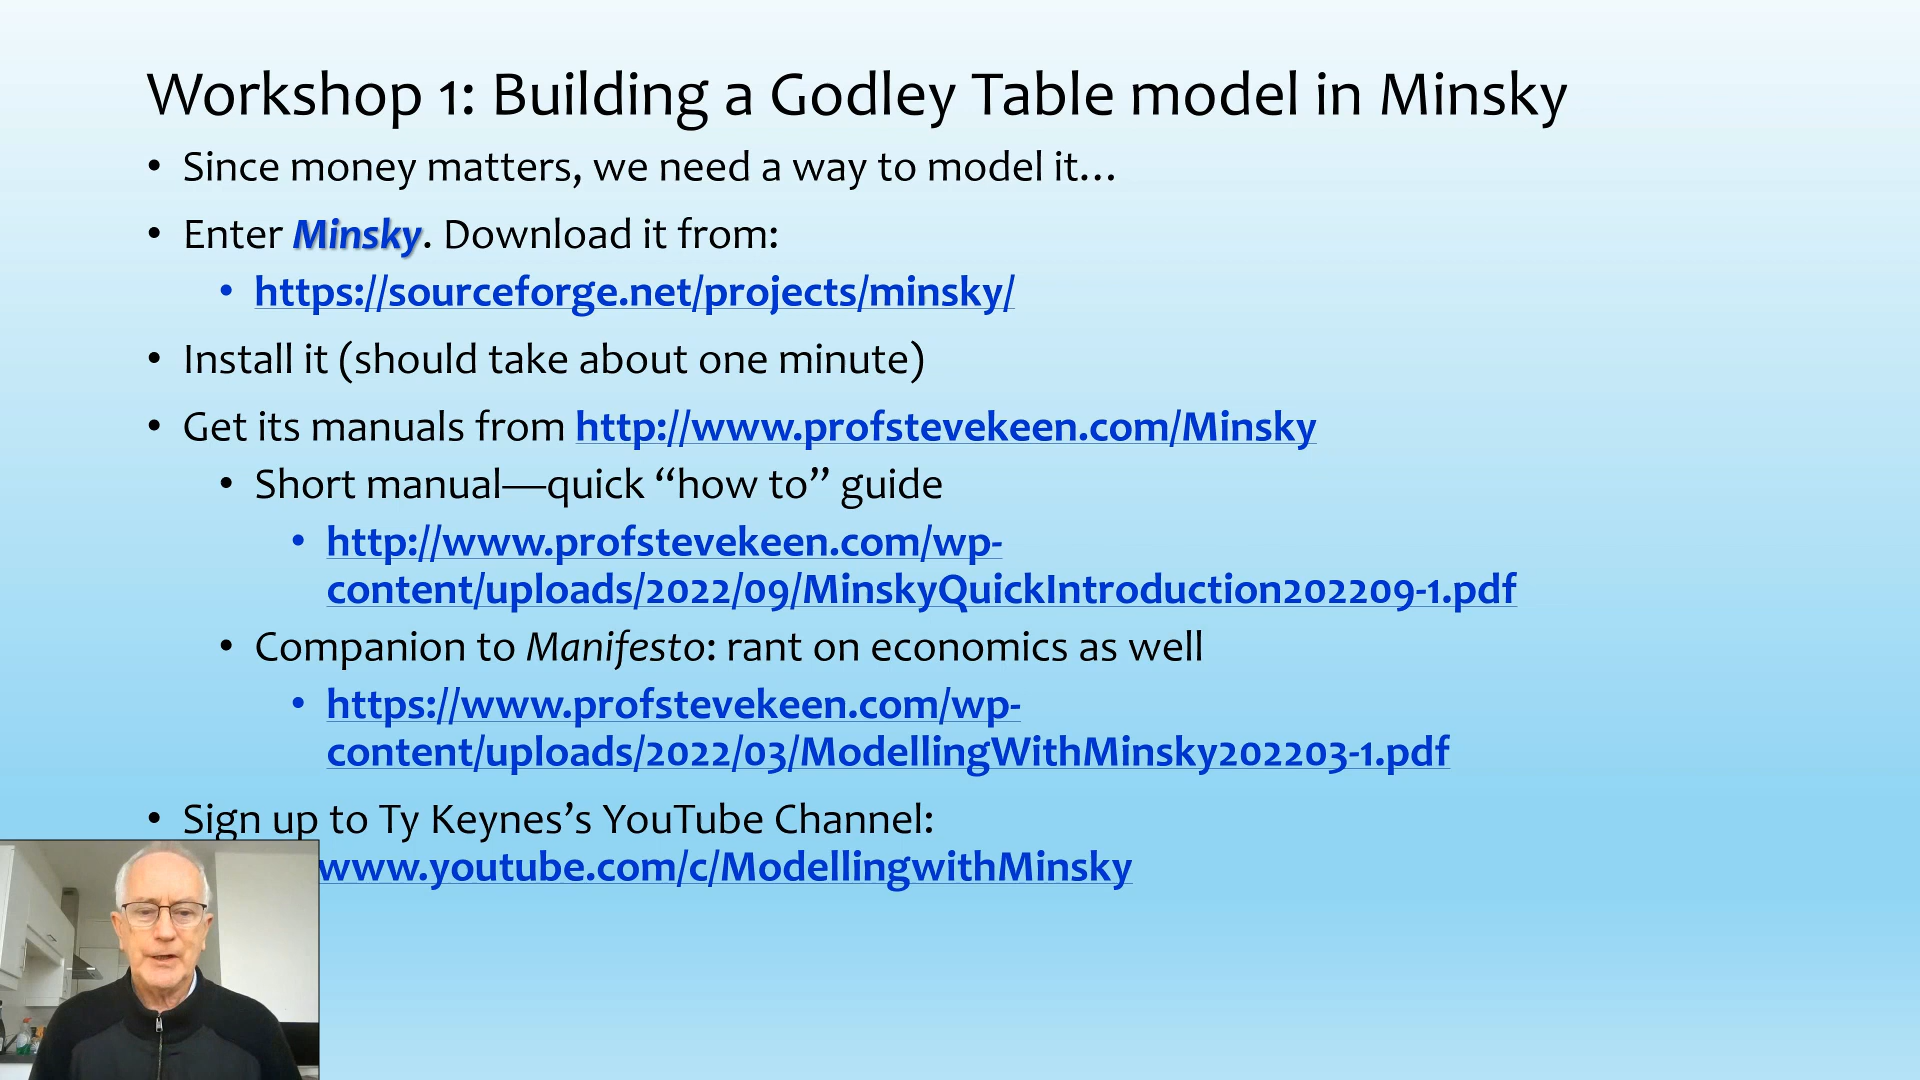 Workshop 1: Building a Godley Table model in Minsky
• Since money matters, we need a way to model it…
• Enter Minsky. Download it from:
• https://sourceforge.net/projects/minsky/
• Install it (should take about one minute)
• Get its manuals from http://www.profstevekeen.com/Minsky
• Short manual—quick “how to” guide
• http://www.profstevekeen.com/wp-
content/uploads/2022/09/MinskyQuickIntroduction202209-1.pdf
• Companion to Manifesto: rant on economics as well
• https://www.profstevekeen.com/wp-
content/uploads/2022/03/ModellingWithMinsky202203-1.pdf
• Sign up to Ty Keynes’s YouTube Channel:
www.youtube.com/c/ModellingwithMinsky